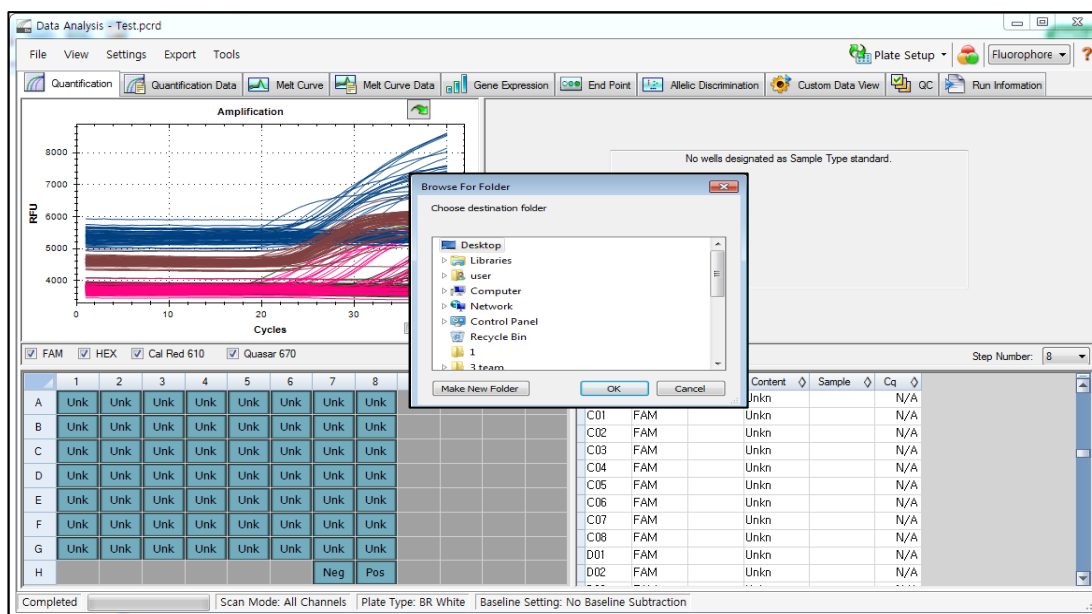 Data Analysis - Test.pcrd
File View Settings Export Tools
Plate Setup Fluorophore ?
Quantification Quantification Data Melt Curve Melt Curve Data Gene Expression End Point Allelic Discrimination Custom Data View QC Run Information
Amplification
8000
7000
6000
5000
4000
RFU
0 10 20 30
Cycles
No wells designated as Sample Type standard.
Browse For Folder
Choose destination folder
Desktop
Libraries
user
Computer
Network
Control Panel
Recycle Bin
1
3 team
Make New Folder OK Cancel
FAM HEX Cal Red 610 Quasar 670
Step Number: 8
1 2 3 4 5 6 7 8
A Unk Unk Unk Unk Unk Unk Unk Unk
B Unk Unk Unk Unk Unk Unk Unk Unk
C Unk Unk Unk Unk Unk Unk Unk Unk
D Unk Unk Unk Unk Unk Unk Unk Unk
E Unk Unk Unk Unk Unk Unk Unk Unk
F Unk Unk Unk Unk Unk Unk Unk Unk
G Unk Unk Unk Unk Unk Unk Unk Unk
H Neg Pos
Content Sample Cq
Unkn N/A
C01 FAM Unkn N/A
C02 FAM Unkn N/A
C03 FAM Unkn N/A
C04 FAM Unkn N/A
C05 FAM Unkn N/A
C06 FAM Unkn N/A
C07 FAM Unkn N/A
C08 FAM Unkn N/A
D01 FAM Unkn N/A
D02 FAM Unkn N/A
Completed Scan Mode: All Channels Plate Type: BR White Baseline Setting: No Baseline Subtraction